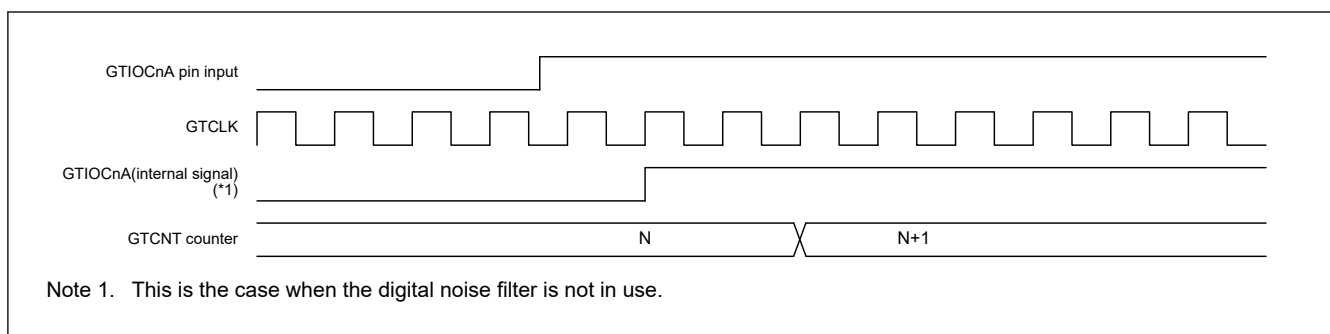 GTIOCnA pin input
GTCLK
GTIOCnA(internal signal)
(*1)
GTCNT counter
N
N+1
Note 1. This is the case when the digital noise filter is not in use.